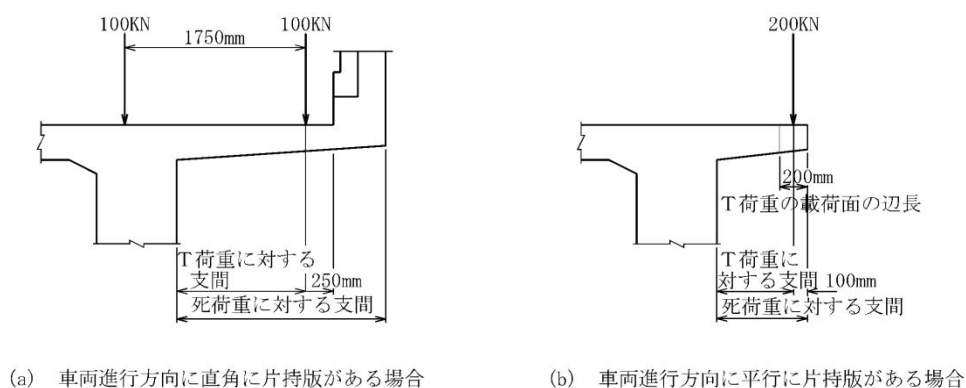 100KN
100KN
1750mm
T荷重に対する
支間
250mm
死荷重に対する支間
(a) 車両進行方向に直角に片持版がある場合
200KN
200mm
T荷重の載荷面の辺長
T荷重に
対する支間
100mm
死荷重に対する支間
(b) 車両進行方向に平行に片持版がある場合